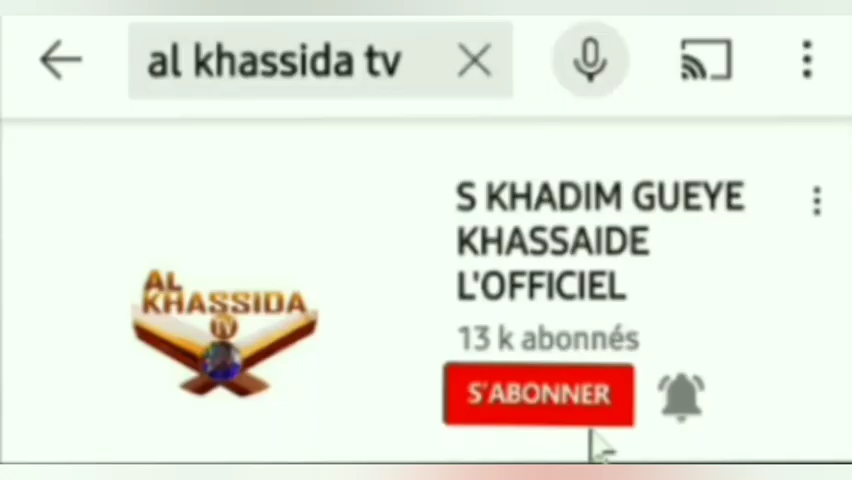 al khassida tv
S KHADIM GUEYE
KHASSAIDE
L'OFFICIEL
13 k abonnés
S'ABONNER
AL
KHASSIDA
TV